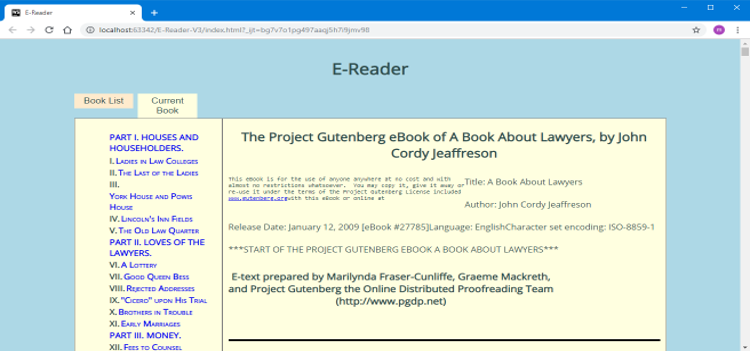 E-Reader
localhost:63342/E-Reader-V3/index.html?_ijt=bg7v7o1pg497aaqj5h7i9jmv98
E-Reader
Book List
Current
Book
PART I. HOUSES AND
HOUSEHOLDERS.
I. Ladies in Law Colleges
II. The Last of the Ladies
III.
York House and Powis
House
IV. Lincoln's Inn Fields
V. The Old Law Quarter
PART II. LOVES OF THE
LAWYERS.
VI. A Lottery
VII. Good Queen Bess
VIII. Rejected Addresses
IX. "Cicero" upon His Trial
X. Brothers in Trouble
XI. Early Marriages
PART III. MONEY.
XII. Fees to Counsel
The Project Gutenberg eBook of A Book About Lawyers, by John
Cordy Jeaffreson
This eBook is for the use of anyone anywhere at no cost and with
almost no restrictions whatsoever. You may copy it, give it away or
re-use it under the terms of the Project Gutenberg License included
www.gutenberg.orgwith this eBook or online at
Title: A Book About Lawyers
Author: John Cordy Jeaffreson
Release Date: January 12, 2009 [eBook #27785]Language: EnglishCharacter set encoding: ISO-8859-1
***START OF THE PROJECT GUTENBERG EBOOK A BOOK ABOUT LAWYERS***
E-text prepared by Marilynda Fraser-Cunliffe, Graeme Mackreth,
and Project Gutenberg the Online Distributed Proofreading Team
(http://www.pgdp.net)